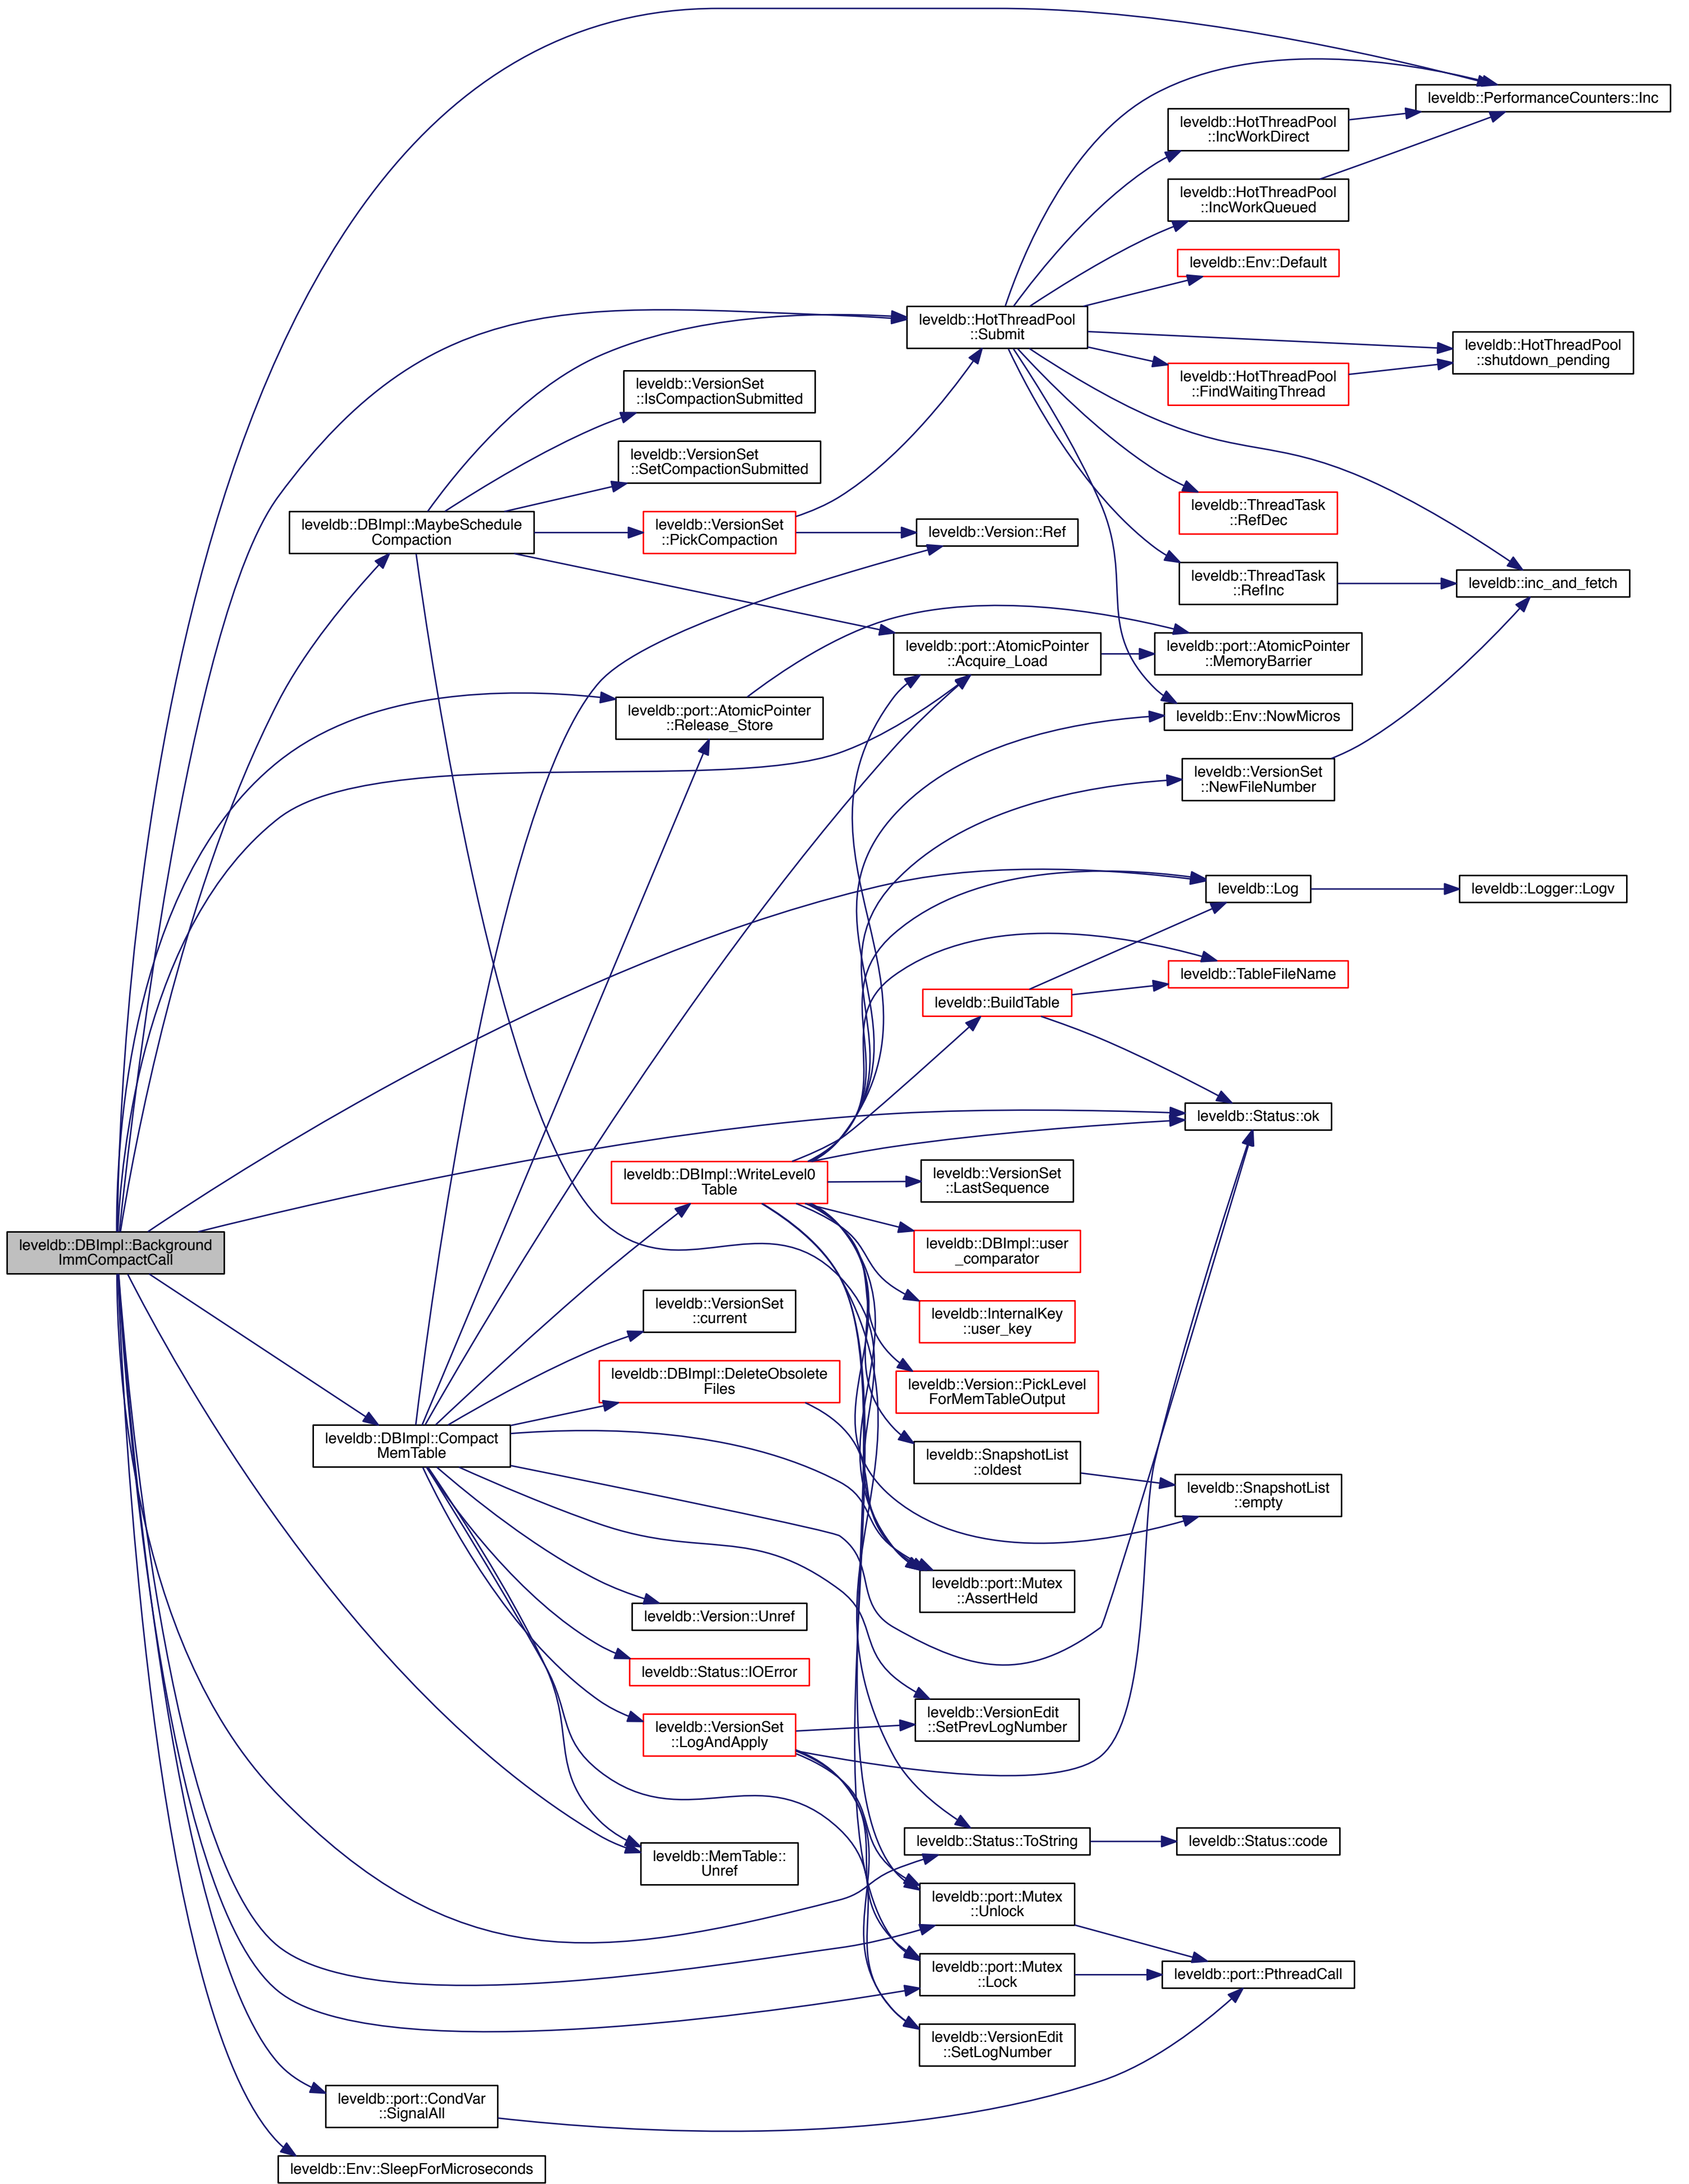 leveldb::PerformanceCounters::Inc
leveldb::HotThreadPool
::IncWorkDirect
leveldb::HotThreadPool
::IncWorkQueued
leveldb::Env::Default
leveldb::HotThreadPool
::Submit
leveldb::HotThreadPool
::shutdown_pending
leveldb::HotThreadPool
::FindWaitingThread
leveldb::VersionSet
::IsCompactionSubmitted
leveldb::VersionSet
::SetCompactionSubmitted
leveldb::ThreadTask
::RefDec
leveldb::DBImpl::MaybeSchedule
Compaction
leveldb::VersionSet
::PickCompaction
leveldb::Version::Ref
leveldb::ThreadTask
::RefInc
leveldb::inc_and_fetch
leveldb::port::AtomicPointer
::Acquire_Load
leveldb::port::AtomicPointer
::MemoryBarrier
leveldb::port::AtomicPointer
::Release_Store
leveldb::Env::NowMicros
leveldb::VersionSet
::NewFileNumber
leveldb::Log
leveldb::Logger::Logv
leveldb::TableFileName
leveldb::BuildTable
leveldb::Status::ok
leveldb::DBImpl::WriteLevel0
Table
leveldb::VersionSet
::LastSequence
leveldb::DBImpl::Background
ImmCompactCall
leveldb::DBImpl::user
_comparator
leveldb::VersionSet
::current
leveldb::InternalKey
::user_key
leveldb::DBImpl::DeleteObsolete
Files
leveldb::Version::PickLevel
ForMemTableOutput
leveldb::DBImpl::Compact
MemTable
leveldb::SnapshotList
::oldest
leveldb::SnapshotList
::empty
leveldb::port::Mutex
::AssertHeld
leveldb::Version::Unref
leveldb::Status::IOError
leveldb::VersionEdit
::SetPrevLogNumber
leveldb::VersionSet
::LogAndApply
leveldb::Status::ToString
leveldb::Status::code
leveldb::MemTable::
Unref
leveldb::port::Mutex
::Unlock
leveldb::port::Mutex
::Lock
leveldb::port::PthreadCall
leveldb::VersionEdit
::SetLogNumber
leveldb::port::CondVar
::SignalAll
leveldb::Env::SleepForMicroseconds